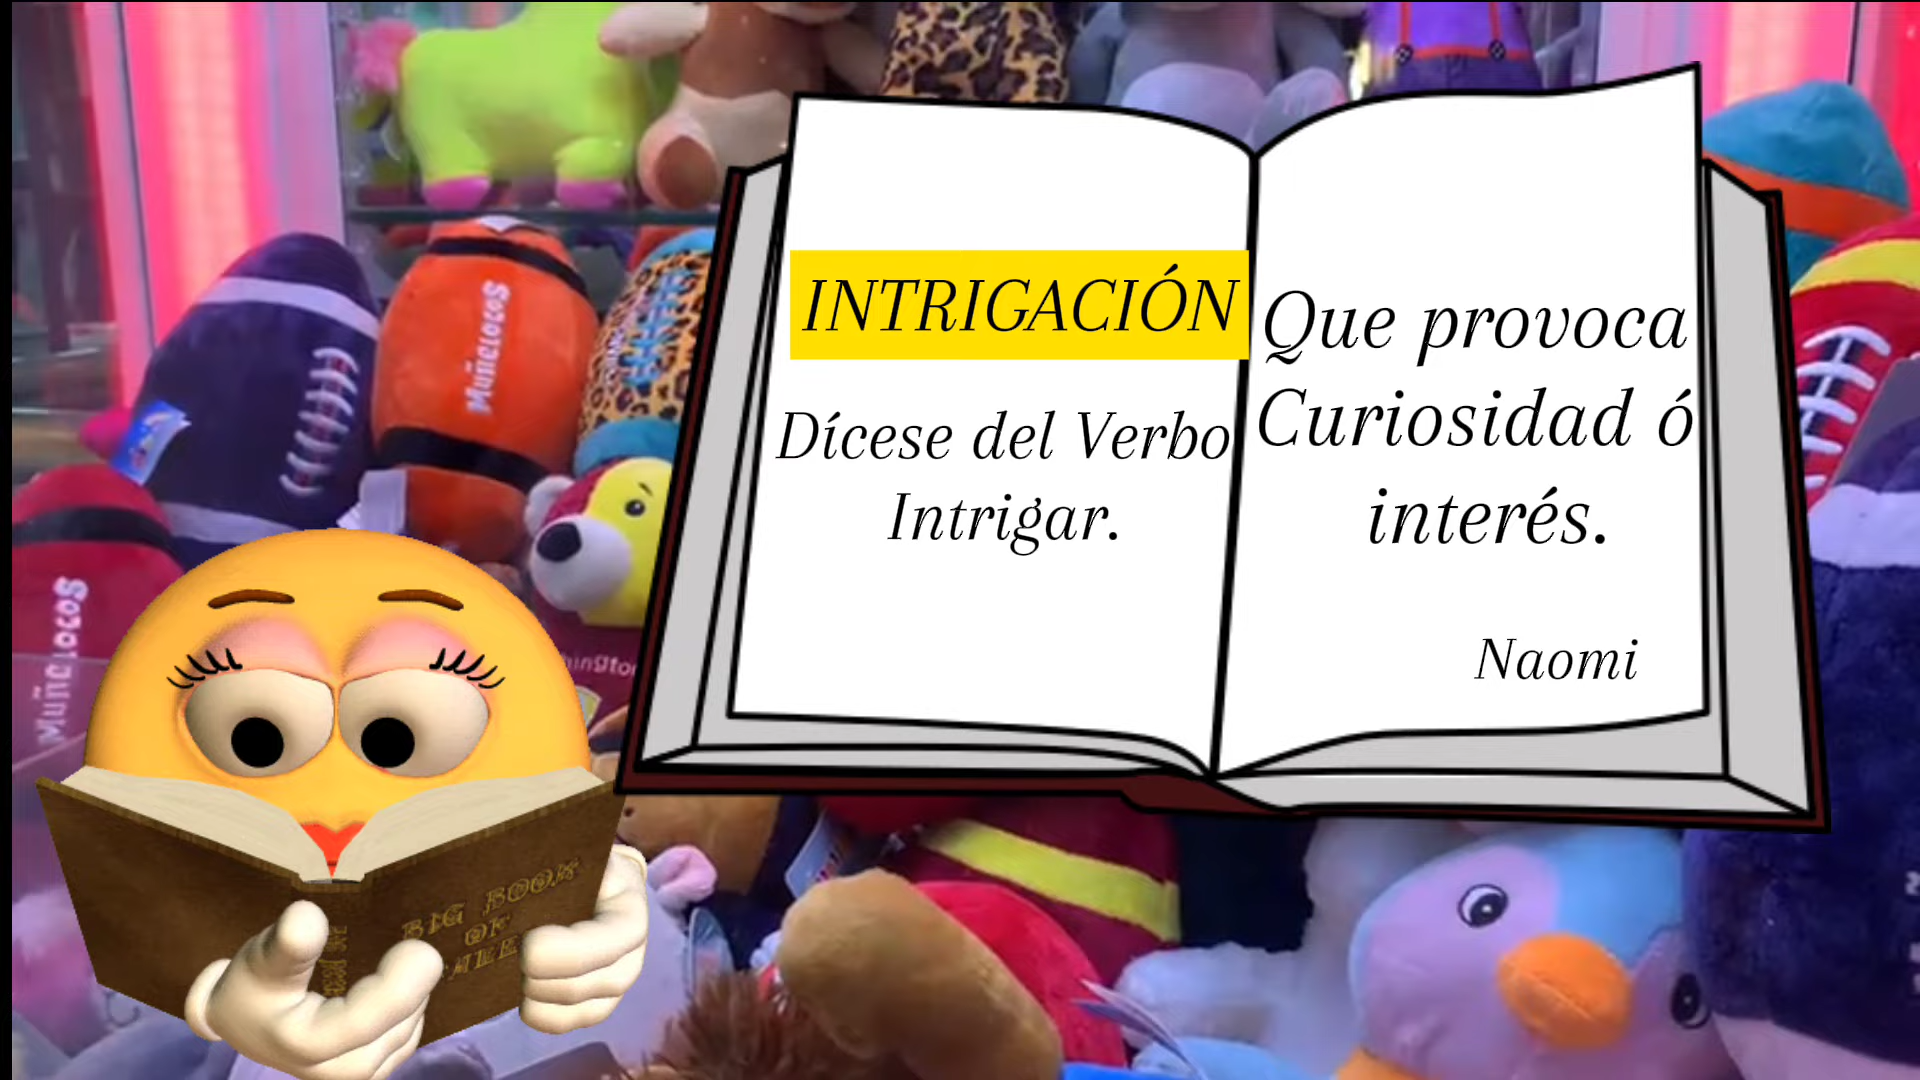 INTRIGACIÓN
Dícese del Verbo
Intrigar.
Que provoca
Curiosidad ó
interés.
Naomi
Muñelocos
Muñelocos
BIG BOOK
OF